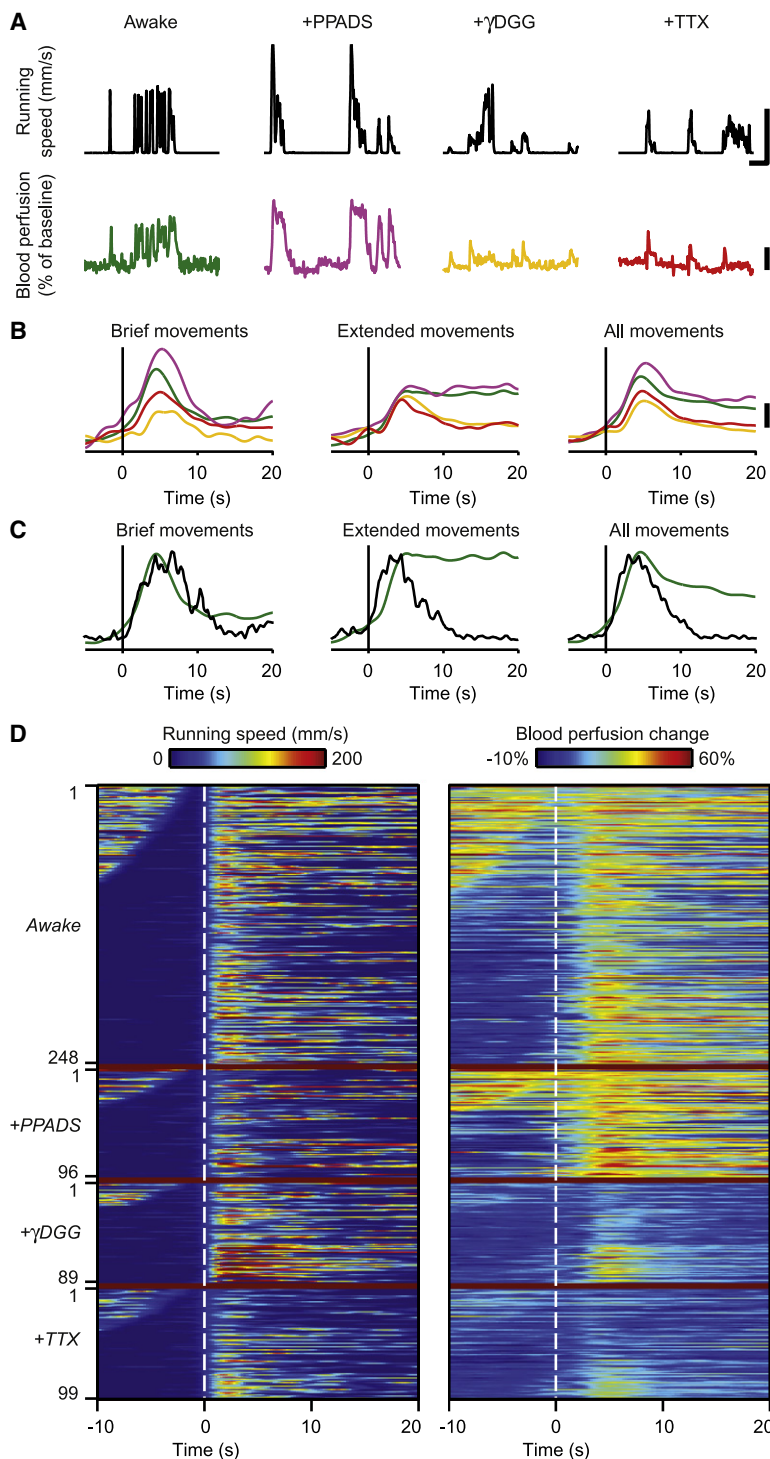 A
Awake +PPADS +γDGG +TTX
Running speed (mm/s)
Blood perfusion (% of baseline)
B
Brief movements Extended movements All movements
0 10 20 0 10 20 0 10 20
Time (s) Time (s) Time (s)
C
Brief movements Extended movements All movements
0 10 20 0 10 20 0 10 20
Time (s) Time (s) Time (s)
D
Running speed (mm/s) Blood perfusion change
0 200 -10% 60%
1
Awake
248
1
+PPADS
96
1
+γDGG
89
1
+TTX
99
-10 0 10 20 -10 0 10 20
Time (s) Time (s)